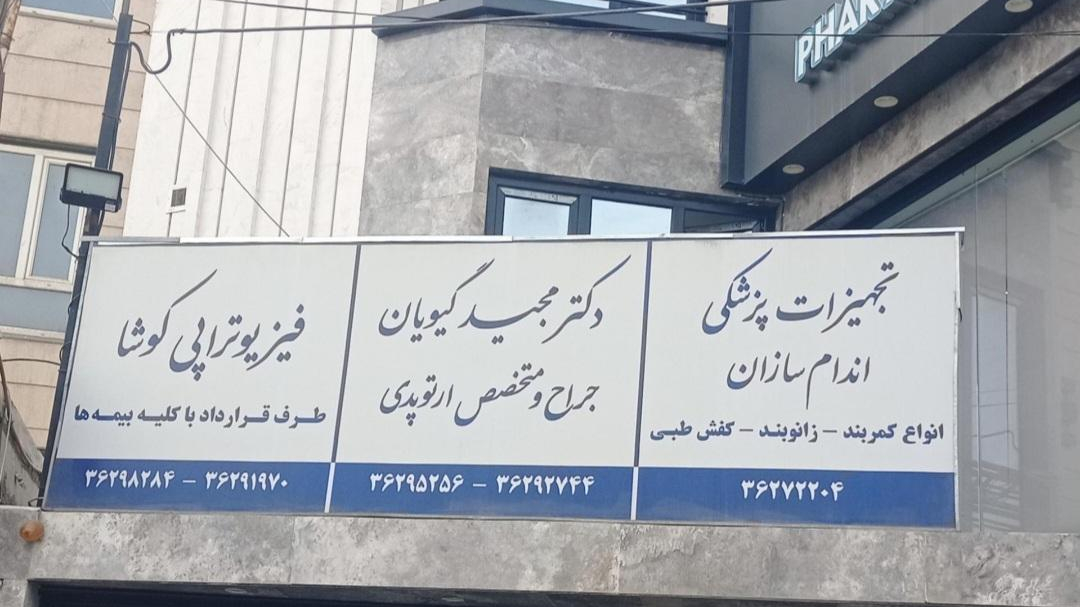 PHAR
تجهیزات پزشکی
اندام سازان
انواع کمربند – زانوبند – کفش طبی
۳۶۲۷۲۲۰۴
دکتر مجید گیویان
جراح و متخصص ارتوپدی
۳۶۲۹۵۲۵۶ – ۳۶۲۹۲۷۴۴
فیزیوتراپی کوشا
طرف قرارداد با کلیه بیمه ها
۳۶۲۹۸۲۸۴ – ۳۶۲۹۱۹۷۰